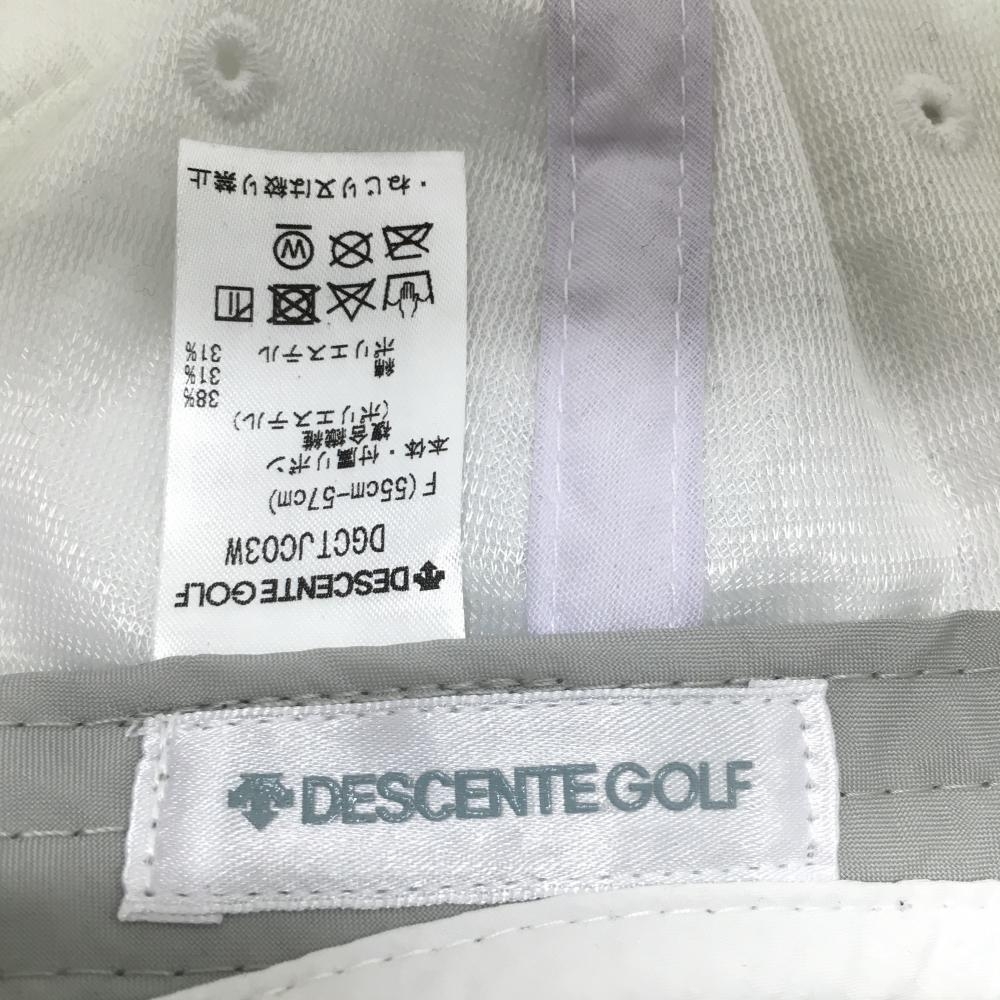 DESCENTE GOLF
DGCTJC03W
F(55cm-57cm)
本体・付属リボン
複合繊維
(ポリエステル) 38%
綿 31%
ポリエステル 31%
W
・ねじり又は絞り禁止
DESCENTE GOLF